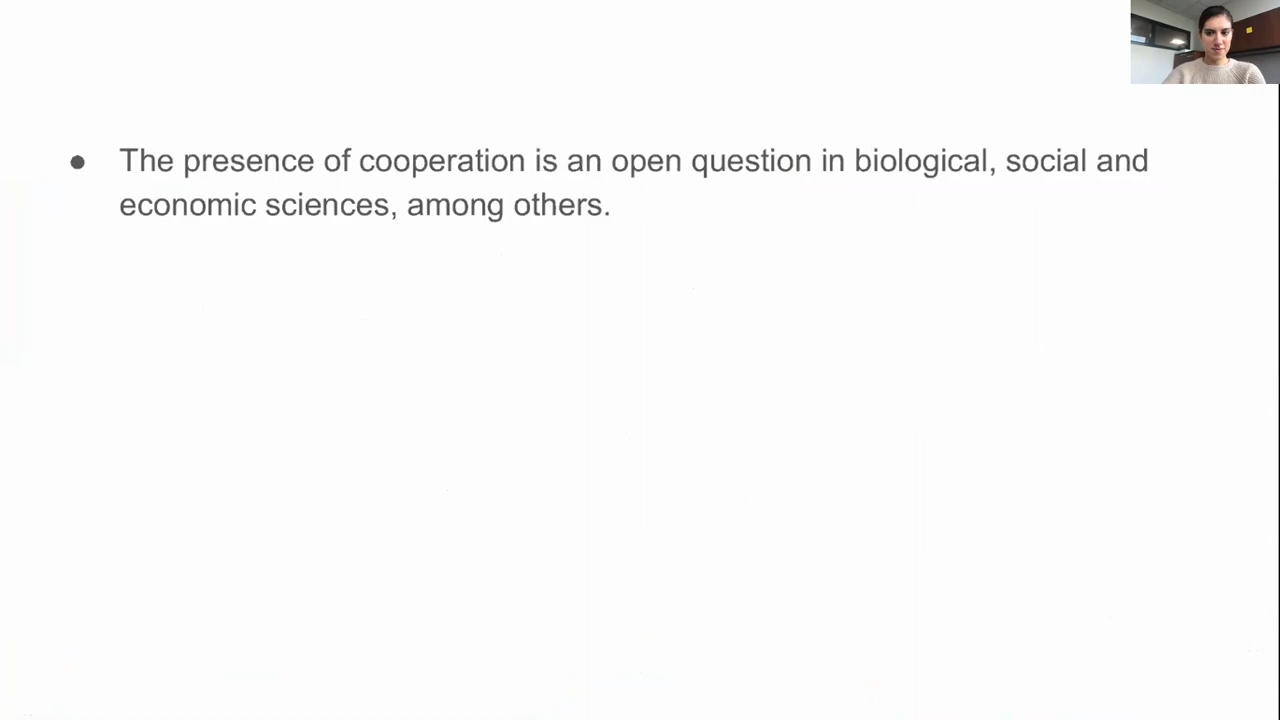 ● The presence of cooperation is an open question in biological, social and
economic sciences, among others.